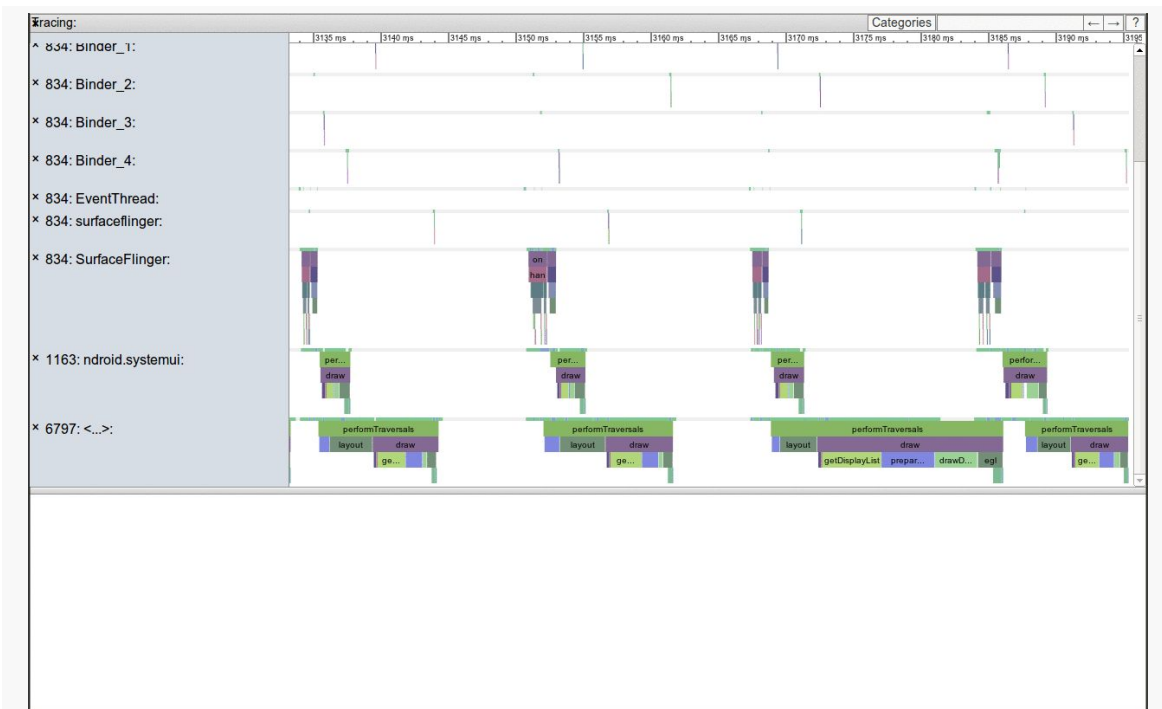 Tracing:
Categories
← → ?
3135 ms 3140 ms 3145 ms 3150 ms 3155 ms 3160 ms 3165 ms 3170 ms 3175 ms 3180 ms 3185 ms 3190 ms 3195
834: Binder_1:
× 834: Binder_2:
× 834: Binder_3:
× 834: Binder_4:
× 834: EventThread:
× 834: surfaceflinger:
× 834: SurfaceFlinger:
on
han
× 1163: ndroid.systemui:
per... per... per... perfor...
draw draw draw draw
× 6797: <...>:
performTraversals performTraversals performTraversals performTraversals
layout draw layout draw layout draw layout draw
ge... ge... getDisplayList prepar... drawD... egl ge...